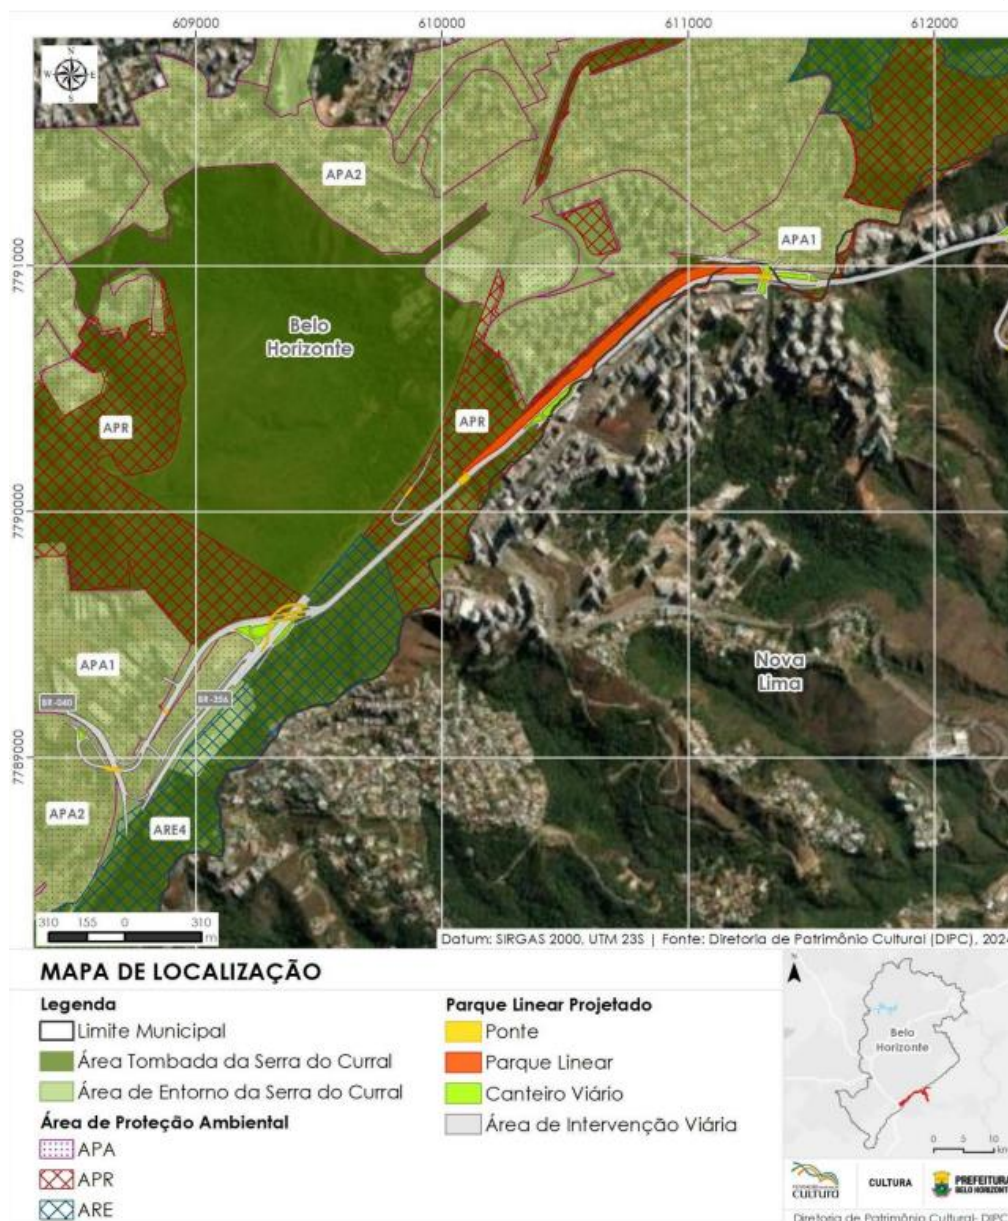 609000
610000
611000
612000
N
W
E
S
APA2
7791000
APA1
Belo
Horizonte
APR
APR
7790000
APA1
BR-040
BR-356
Nova
Lima
7789000
APA2
ARE4
310 155 0 310
m
Datum: SIRGAS 2000, UTM 23S | Fonte: Diretoria de Patrimônio Cultural (DIPC), 2024
MAPA DE LOCALIZAÇÃO
Legenda
Limite Municipal
Área Tombada da Serra do Curral
Área de Entorno da Serra do Curral
Área de Proteção Ambiental
APA
APR
ARE
Parque Linear Projetado
Ponte
Parque Linear
Canteiro Viário
Área de Intervenção Viária
N
Belo
Horizonte
0 5 10
km
CULTURA
CULTURA
PREFEITURA
BELO HORIZONTE
Diretoria de Patrimônio Cultural- DIPC